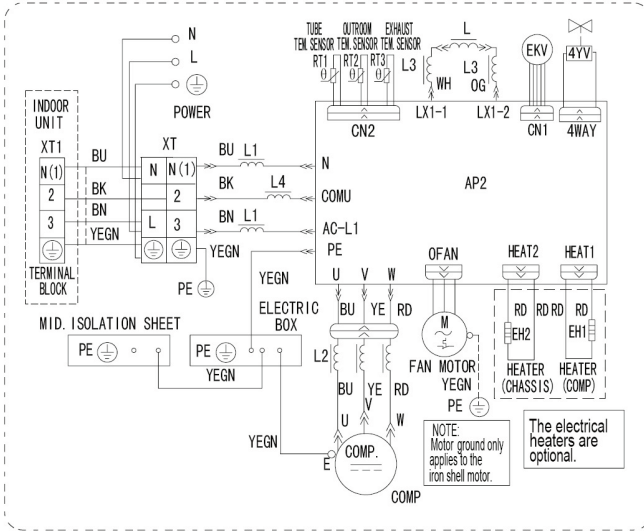 N
L
POWER
INDOOR
UNIT
XT1
N(1)
2
3
TERMINAL
BLOCK
BU
BK
BN
YEGN
XT
N
N(1)
2
L
3
YEGN
PE
BU
L1
BK
L4
BN
L1
TUBE
TEM. SENSOR
RT1
θ
OUTROOM
TEM. SENSOR
RT2
θ
EXHAUST
TEM. SENSOR
RT3
θ
CN2
L
L3
WH
L3
OG
LX1-1
LX1-2
EKV
CN1
4YV
4WAY
AP2
N
COMU
AC-L1
PE
YEGN
U
V
W
OFAN
HEAT2
HEAT1
BU
YE
RD
L2
BU
YE
RD
U
V
W
COMP.
E
COMP
M
FAN MOTOR
YEGN
PE
RD
RD
RD
RD
EH2
EH1
HEATER
(CHASSIS)
HEATER
(COMP)
MID. ISOLATION SHEET
PE
ELECTRIC
BOX
PE
YEGN
YEGN
NOTE:
Motor ground only
applies to the
iron shell motor.
The electrical
heaters are
optional.